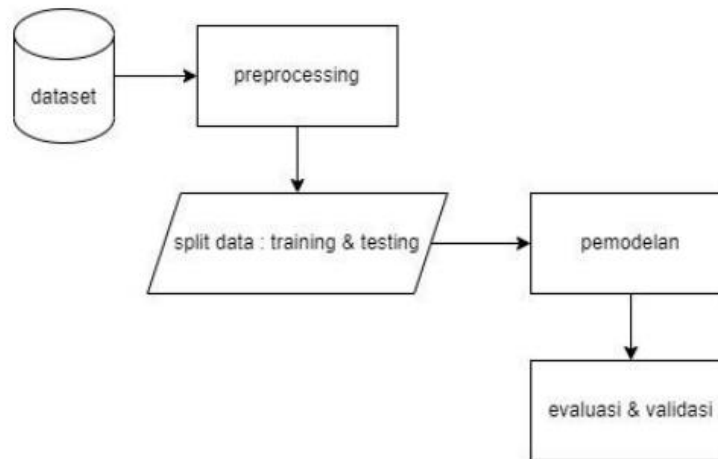 dataset
preprocessing
split data : training & testing
pemodelan
evaluasi & validasi